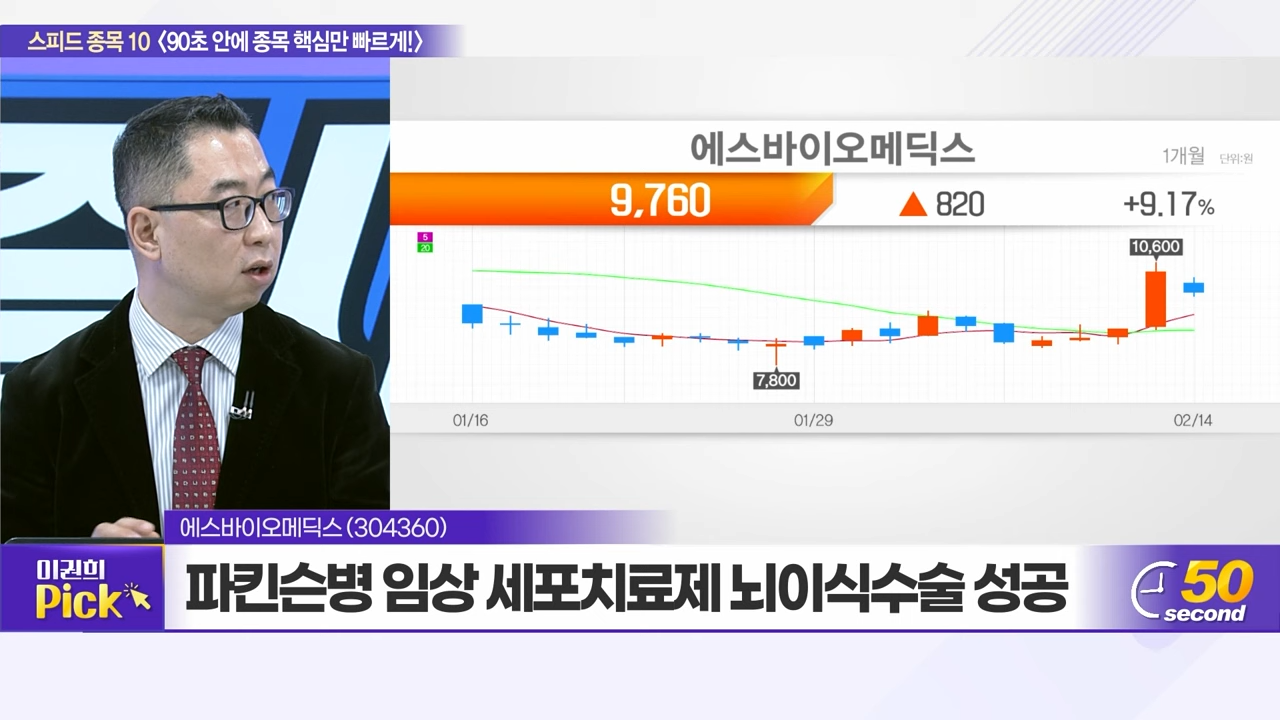 스피드 종목 10 <90초 안에 종목 핵심만 빠르게!>
에스바이오메딕스
1개월 단위:원
9,760 ▲ 820 +9.17%
5
20
10,600
7,800
01/16 01/29 02/14
에스바이오메딕스(304360)
이권희
Pick
파킨슨병 임상 세포치료제 뇌이식수술 성공
50
second